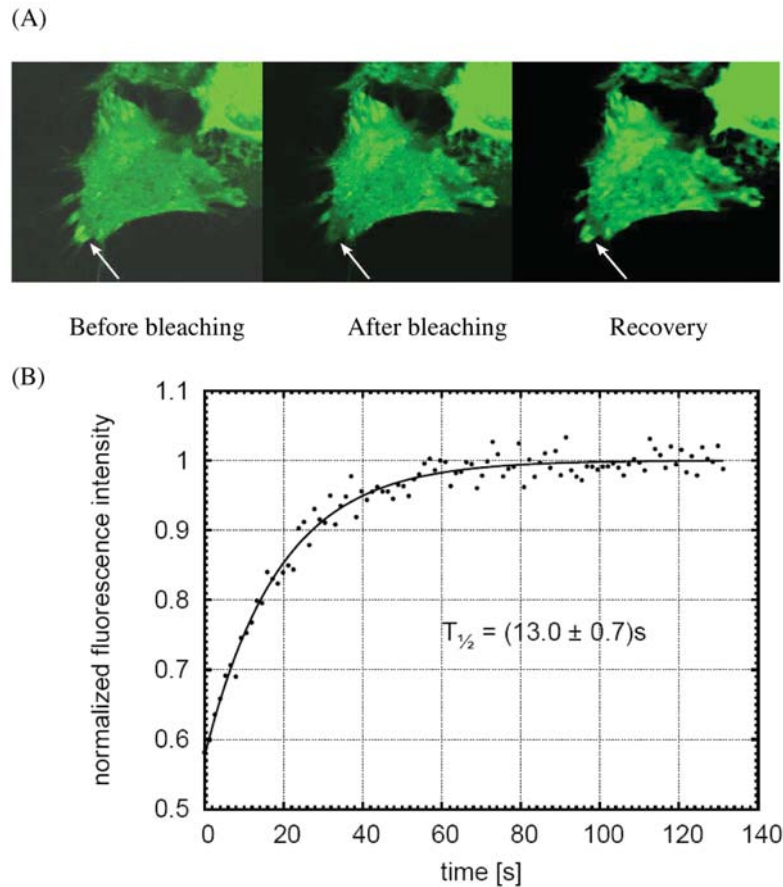 (A)
Before bleaching After bleaching Recovery
(B)
1.1
1
0.9
0.8
0.7
0.6
0.5
normalized fluorescence intensity
T½ = (13.0 ± 0.7)s
0 20 40 60 80 100 120 140
time [s]